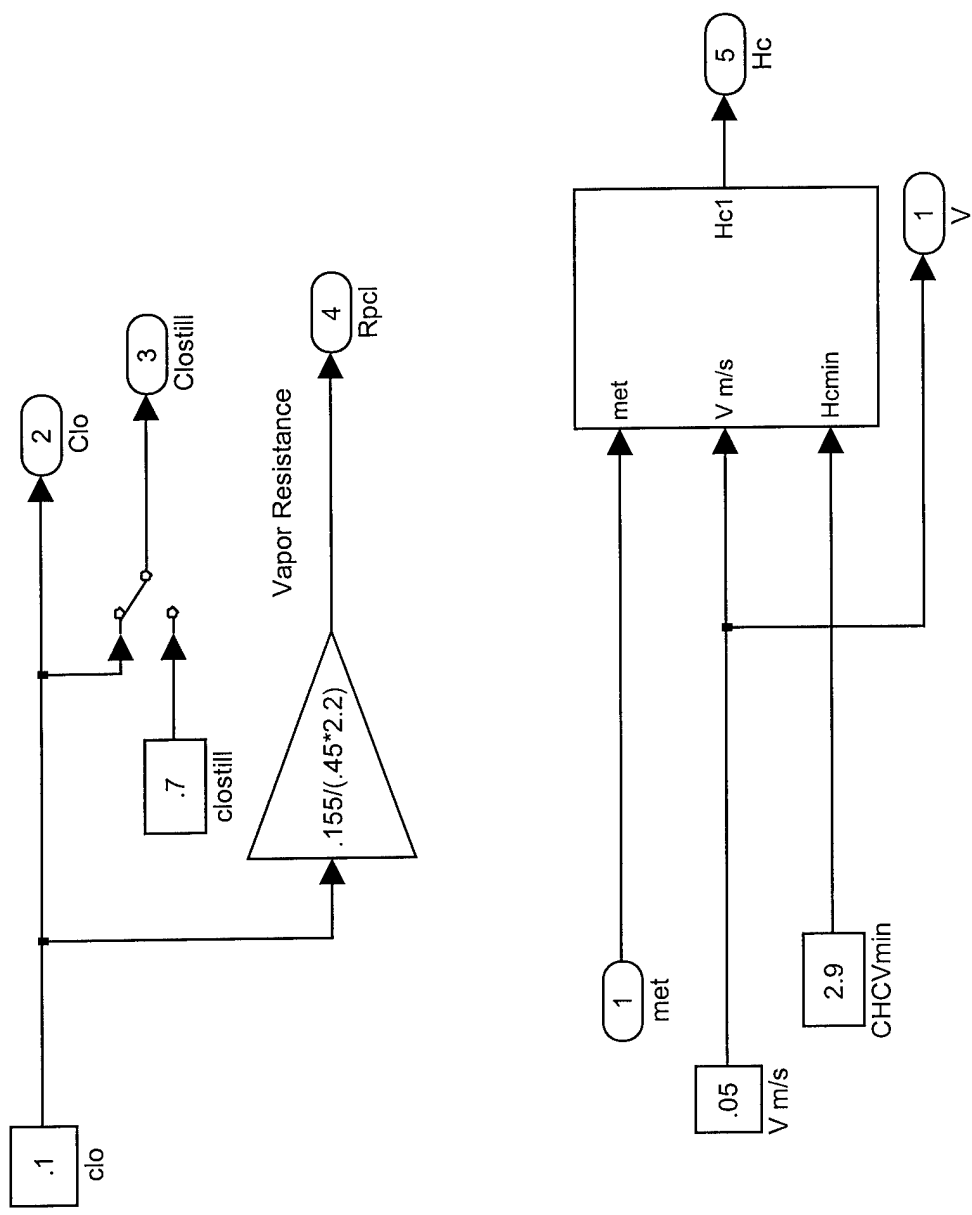 .1
clo
2
Clo
3
Clostill
.7
clostill
.155/(.45*2.2)
Vapor Resistance
4
Rpcl
1
met
.05
V m/s
2.9
CHCVmin
met
V m/s
Hcmin
Hc1
5
Hc
1
V